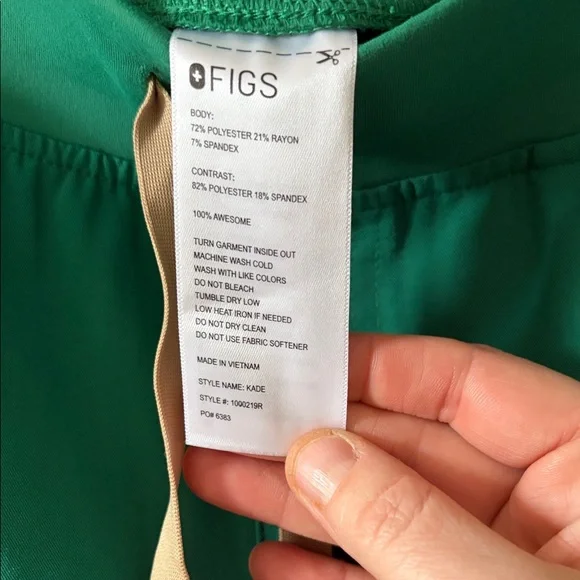 FIGS
BODY:
72% POLYESTER 21% RAYON
7% SPANDEX
CONTRAST:
82% POLYESTER 18% SPANDEX
100% AWESOME
TURN GARMENT INSIDE OUT
MACHINE WASH COLD
WASH WITH LIKE COLORS
DO NOT BLEACH
TUMBLE DRY LOW
LOW HEAT IRON IF NEEDED
DO NOT DRY CLEAN
DO NOT USE FABRIC SOFTENER
MADE IN VIETNAM
STYLE NAME: KADE
STYLE #: 1000219R
PO# 6383